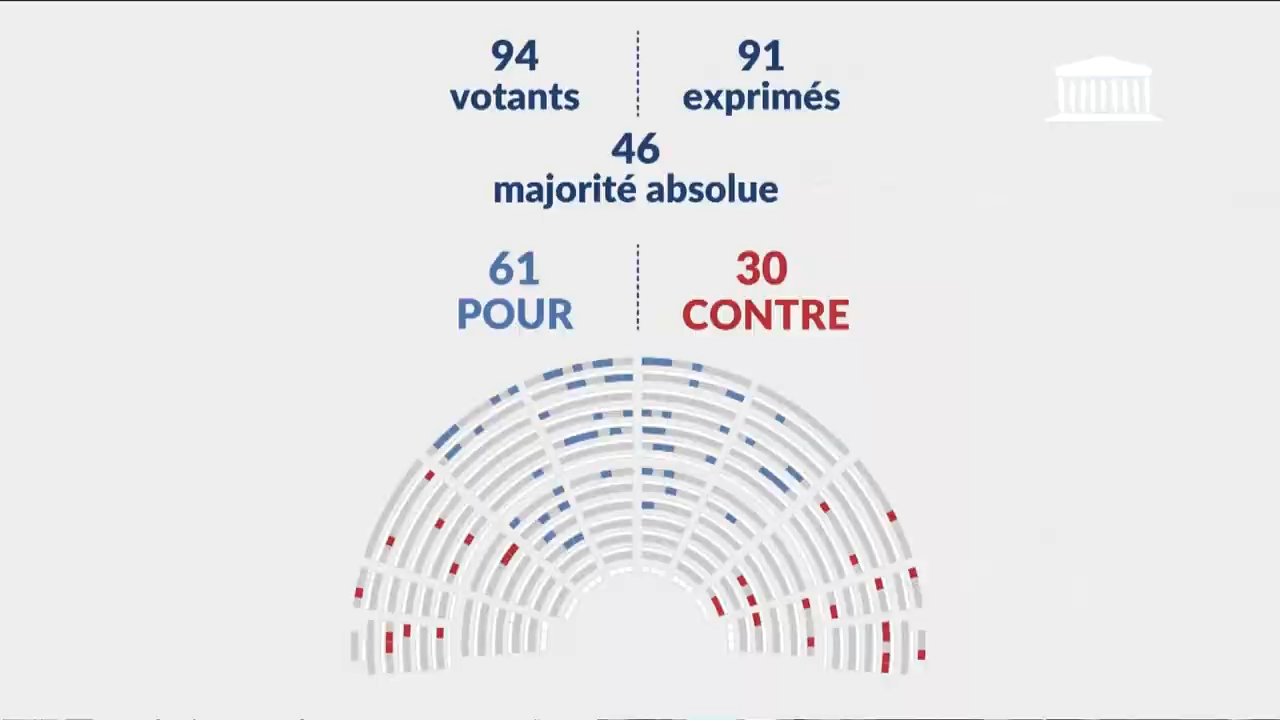 94
votants
91
exprimés
46
majorité absolue
61
POUR
30
CONTRE